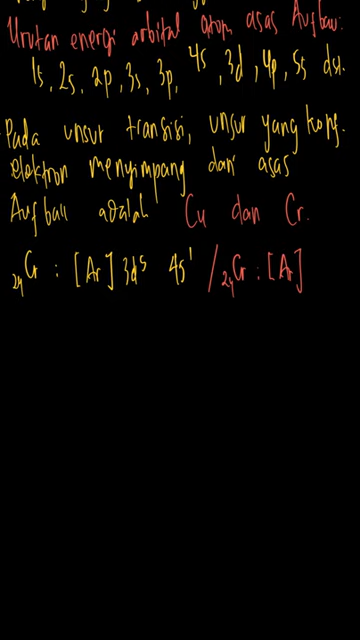 Urutan energi orbital atom asas Aufbau:
1s, 2s, 2p, 3s, 3p, 4s, 3d, 4p, 5s dst.
Pada unsur transisi, unsur yang konf.
elektron menyimpang dari asas
Aufbau adalah Cu dan Cr.
₂₄Cr : [Ar] 3d⁵ 4s¹ / ₂₄Cr : [Ar]